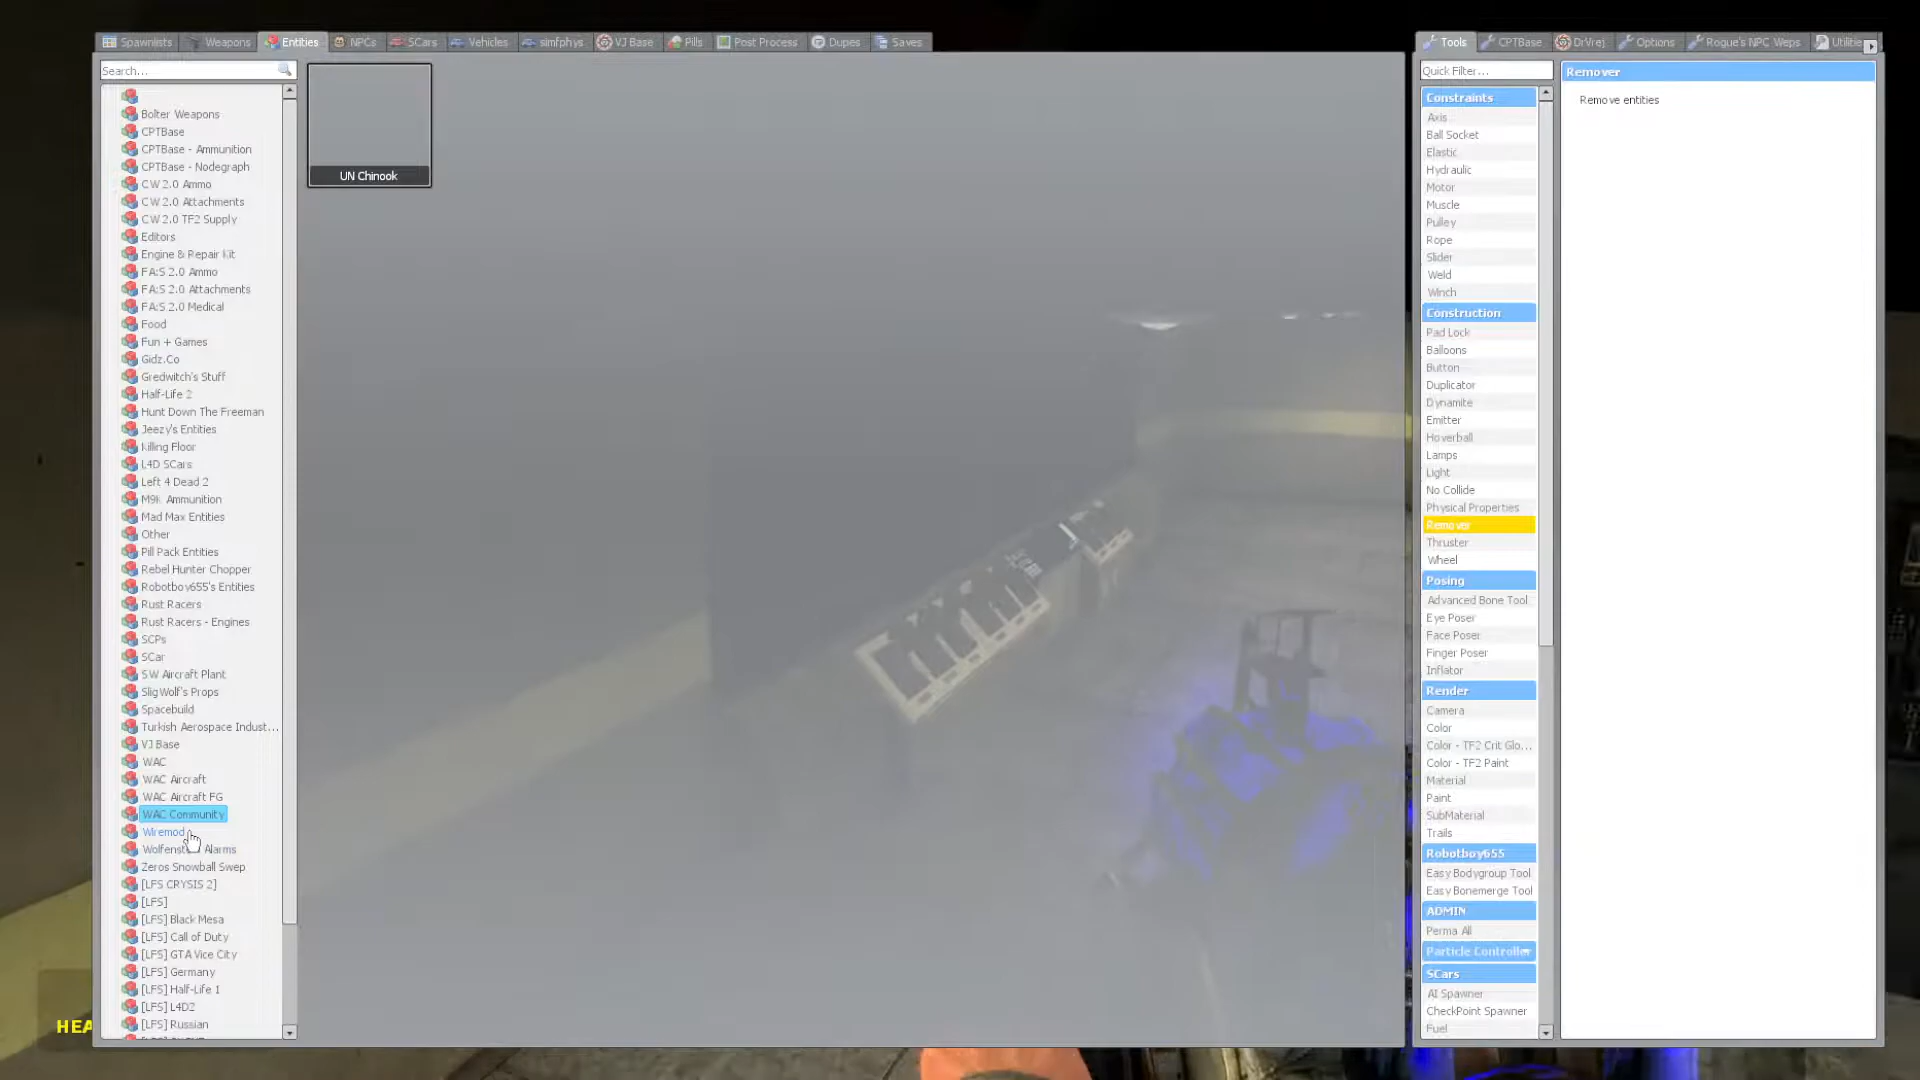 Spawnlists
Weapons
Entities
NPCs
SCars
Vehicles
simfphys
VJ Base
Pills
Post Process
Dupes
Saves
Search...
Bolter Weapons
CPTBase
CPTBase - Ammunition
CPTBase - Nodegraph
CW 2.0 Ammo
CW 2.0 Attachments
CW 2.0 TF2 Supply
Editors
Engine & Repair kit
FA:S 2.0 Ammo
FA:S 2.0 Attachments
FA:S 2.0 Medical
Food
Fun + Games
Gidz.Co
Gredwitch's Stuff
Half-Life 2
Hunt Down The Freeman
Jeezy's Entities
Killing Floor
L4D SCars
Left 4 Dead 2
M9k Ammunition
Mad Max Entities
Other
Pill Pack Entities
Rebel Hunter Chopper
Robotboy655's Entities
Rust Racers
Rust Racers - Engines
SCPs
SCar
SW Aircraft Plant
SligWolf's Props
Spacebuild
Turkish Aerospace Indust...
VJ Base
WAC
WAC Aircraft
WAC Aircraft FG
WAC Community
Wiremod
Alarms
Zeros Snowball Swep
[LFS CRYSIS 2]
[LFS]
[LFS] Black Mesa
[LFS] Call of Duty
[LFS] GTA Vice City
[LFS] Germany
[LFS] Half-Life 1
[LFS] L4D2
[LFS] Russian
UN Chinook
HEA
Tools
CPTBase
DrVrej
Options
Rogue's NPC Weps
Utilitie
Quick Filter...
Constraints
Axis
Ball Socket
Elastic
Hydraulic
Motor
Muscle
Pulley
Rope
Slider
Weld
Winch
Construction
Pad Lock
Balloons
Button
Duplicator
Dynamite
Emitter
Hoverball
Lamps
Light
No Collide
Physical Properties
Remover
Thruster
Wheel
Posing
Advanced Bone Tool
Eye Poser
Face Poser
Finger Poser
Inflator
Render
Camera
Color
Color - TF2 Crit Glo...
Color - TF2 Paint
Material
Paint
SubMaterial
Trails
Robotboy655
Easy Bodygroup Tool
Easy Bonemerge Tool
ADMIN
Perma All
Particle Controller
SCars
AI Spawner
CheckPoint Spawner
Fuel
Remover
Remove entities